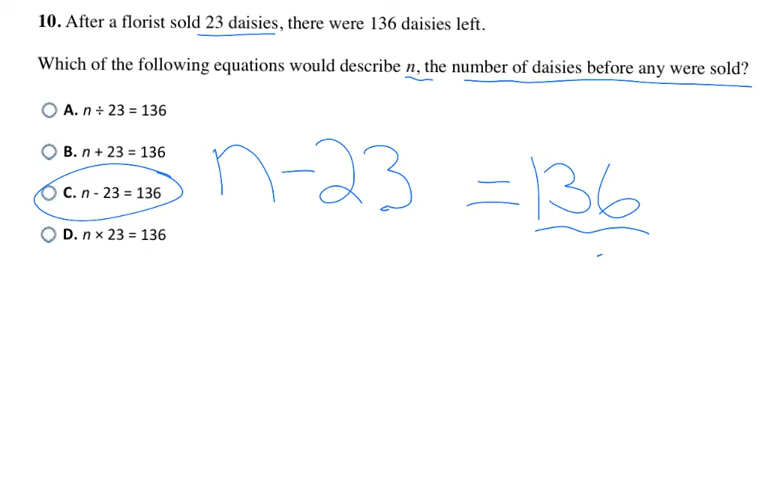 10. After a florist sold 23 daisies, there were 136 daisies left.
Which of the following equations would describe n, the number of daisies before any were sold?
A. n ÷ 23 = 136
B. n + 23 = 136
C. n - 23 = 136
D. n × 23 = 136
n - 23 = 136